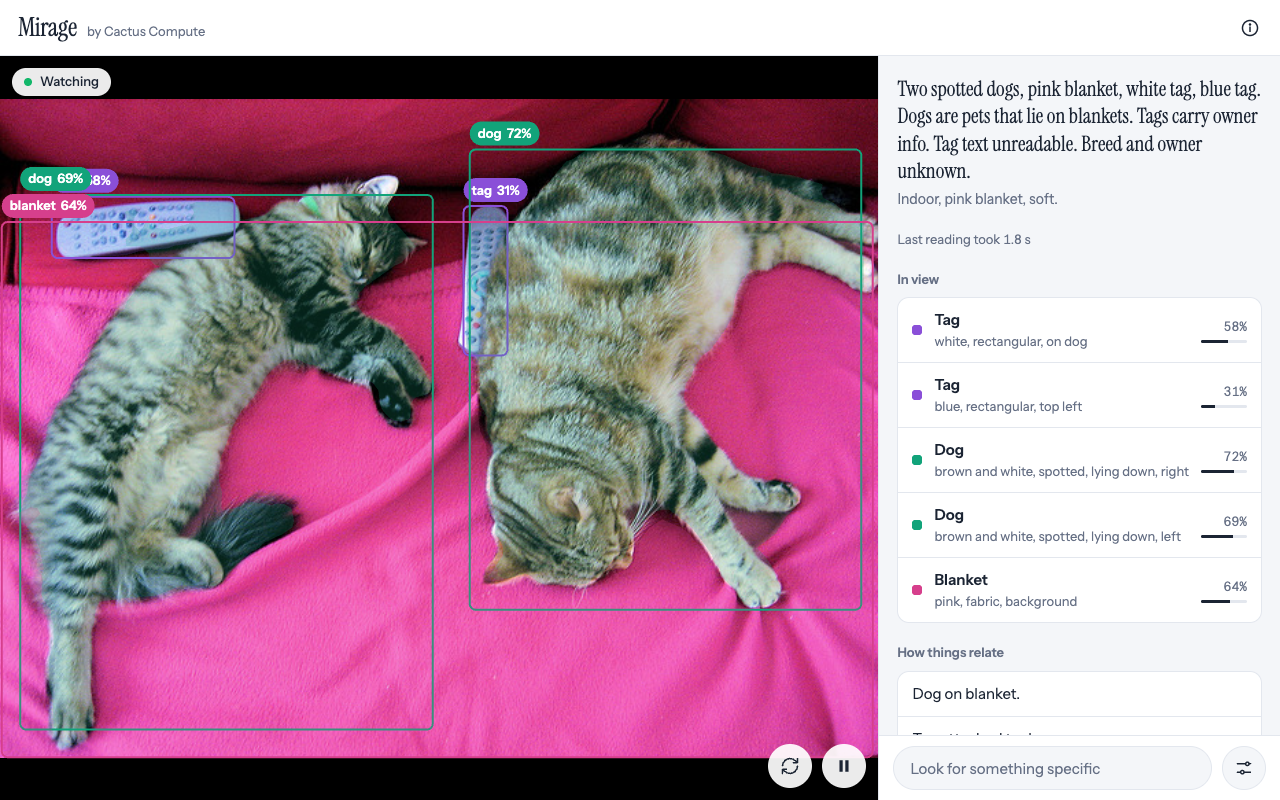 Mirage by Cactus Compute
Watching
dog 72%
dog 69%
58%
tag 31%
blanket 64%
Two spotted dogs, pink blanket, white tag, blue tag.
Dogs are pets that lie on blankets. Tags carry owner
info. Tag text unreadable. Breed and owner
unknown.
Indoor, pink blanket, soft.
Last reading took 1.8 s
In view
Tag
58%
white, rectangular, on dog
Tag
31%
blue, rectangular, top left
Dog
72%
brown and white, spotted, lying down, right
Dog
69%
brown and white, spotted, lying down, left
Blanket
64%
pink, fabric, background
How things relate
Dog on blanket.
Look for something specific